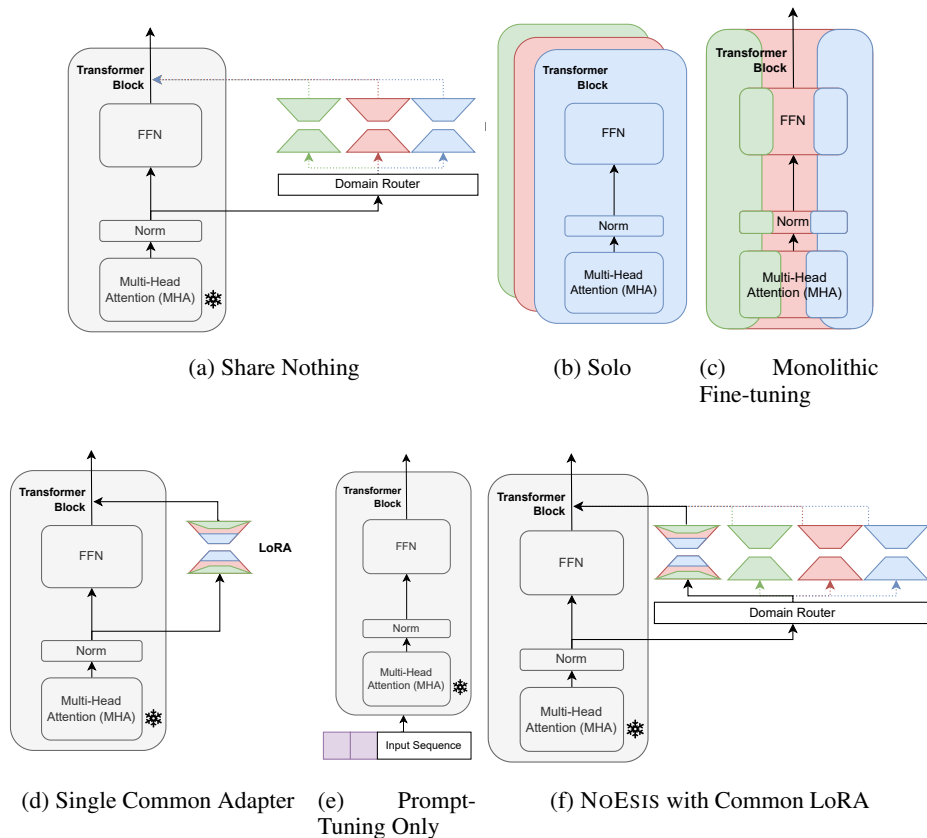 Transformer
Block
FFN
Domain Router
Norm
Multi-Head
Attention (MHA)
(a) Share Nothing
FFN
Norm
Multi-Head
Attention (MHA)
(b) Solo
Transformer
Block
FFN
Norm
Multi-Head
Attention (MHA)
(c) Monolithic
Fine-tuning
Transformer
Block
FFN
LoRA
Norm
Multi-Head
Attention (MHA)
(d) Single Common Adapter
Transformer
Block
FFN
Norm
Multi-Head
Attention (MHA)
Input Sequence
(e) Prompt-
Tuning Only
Transformer
Block
FFN
Domain Router
Norm
Multi-Head
Attention (MHA)
(f) NOESIS with Common LoRA